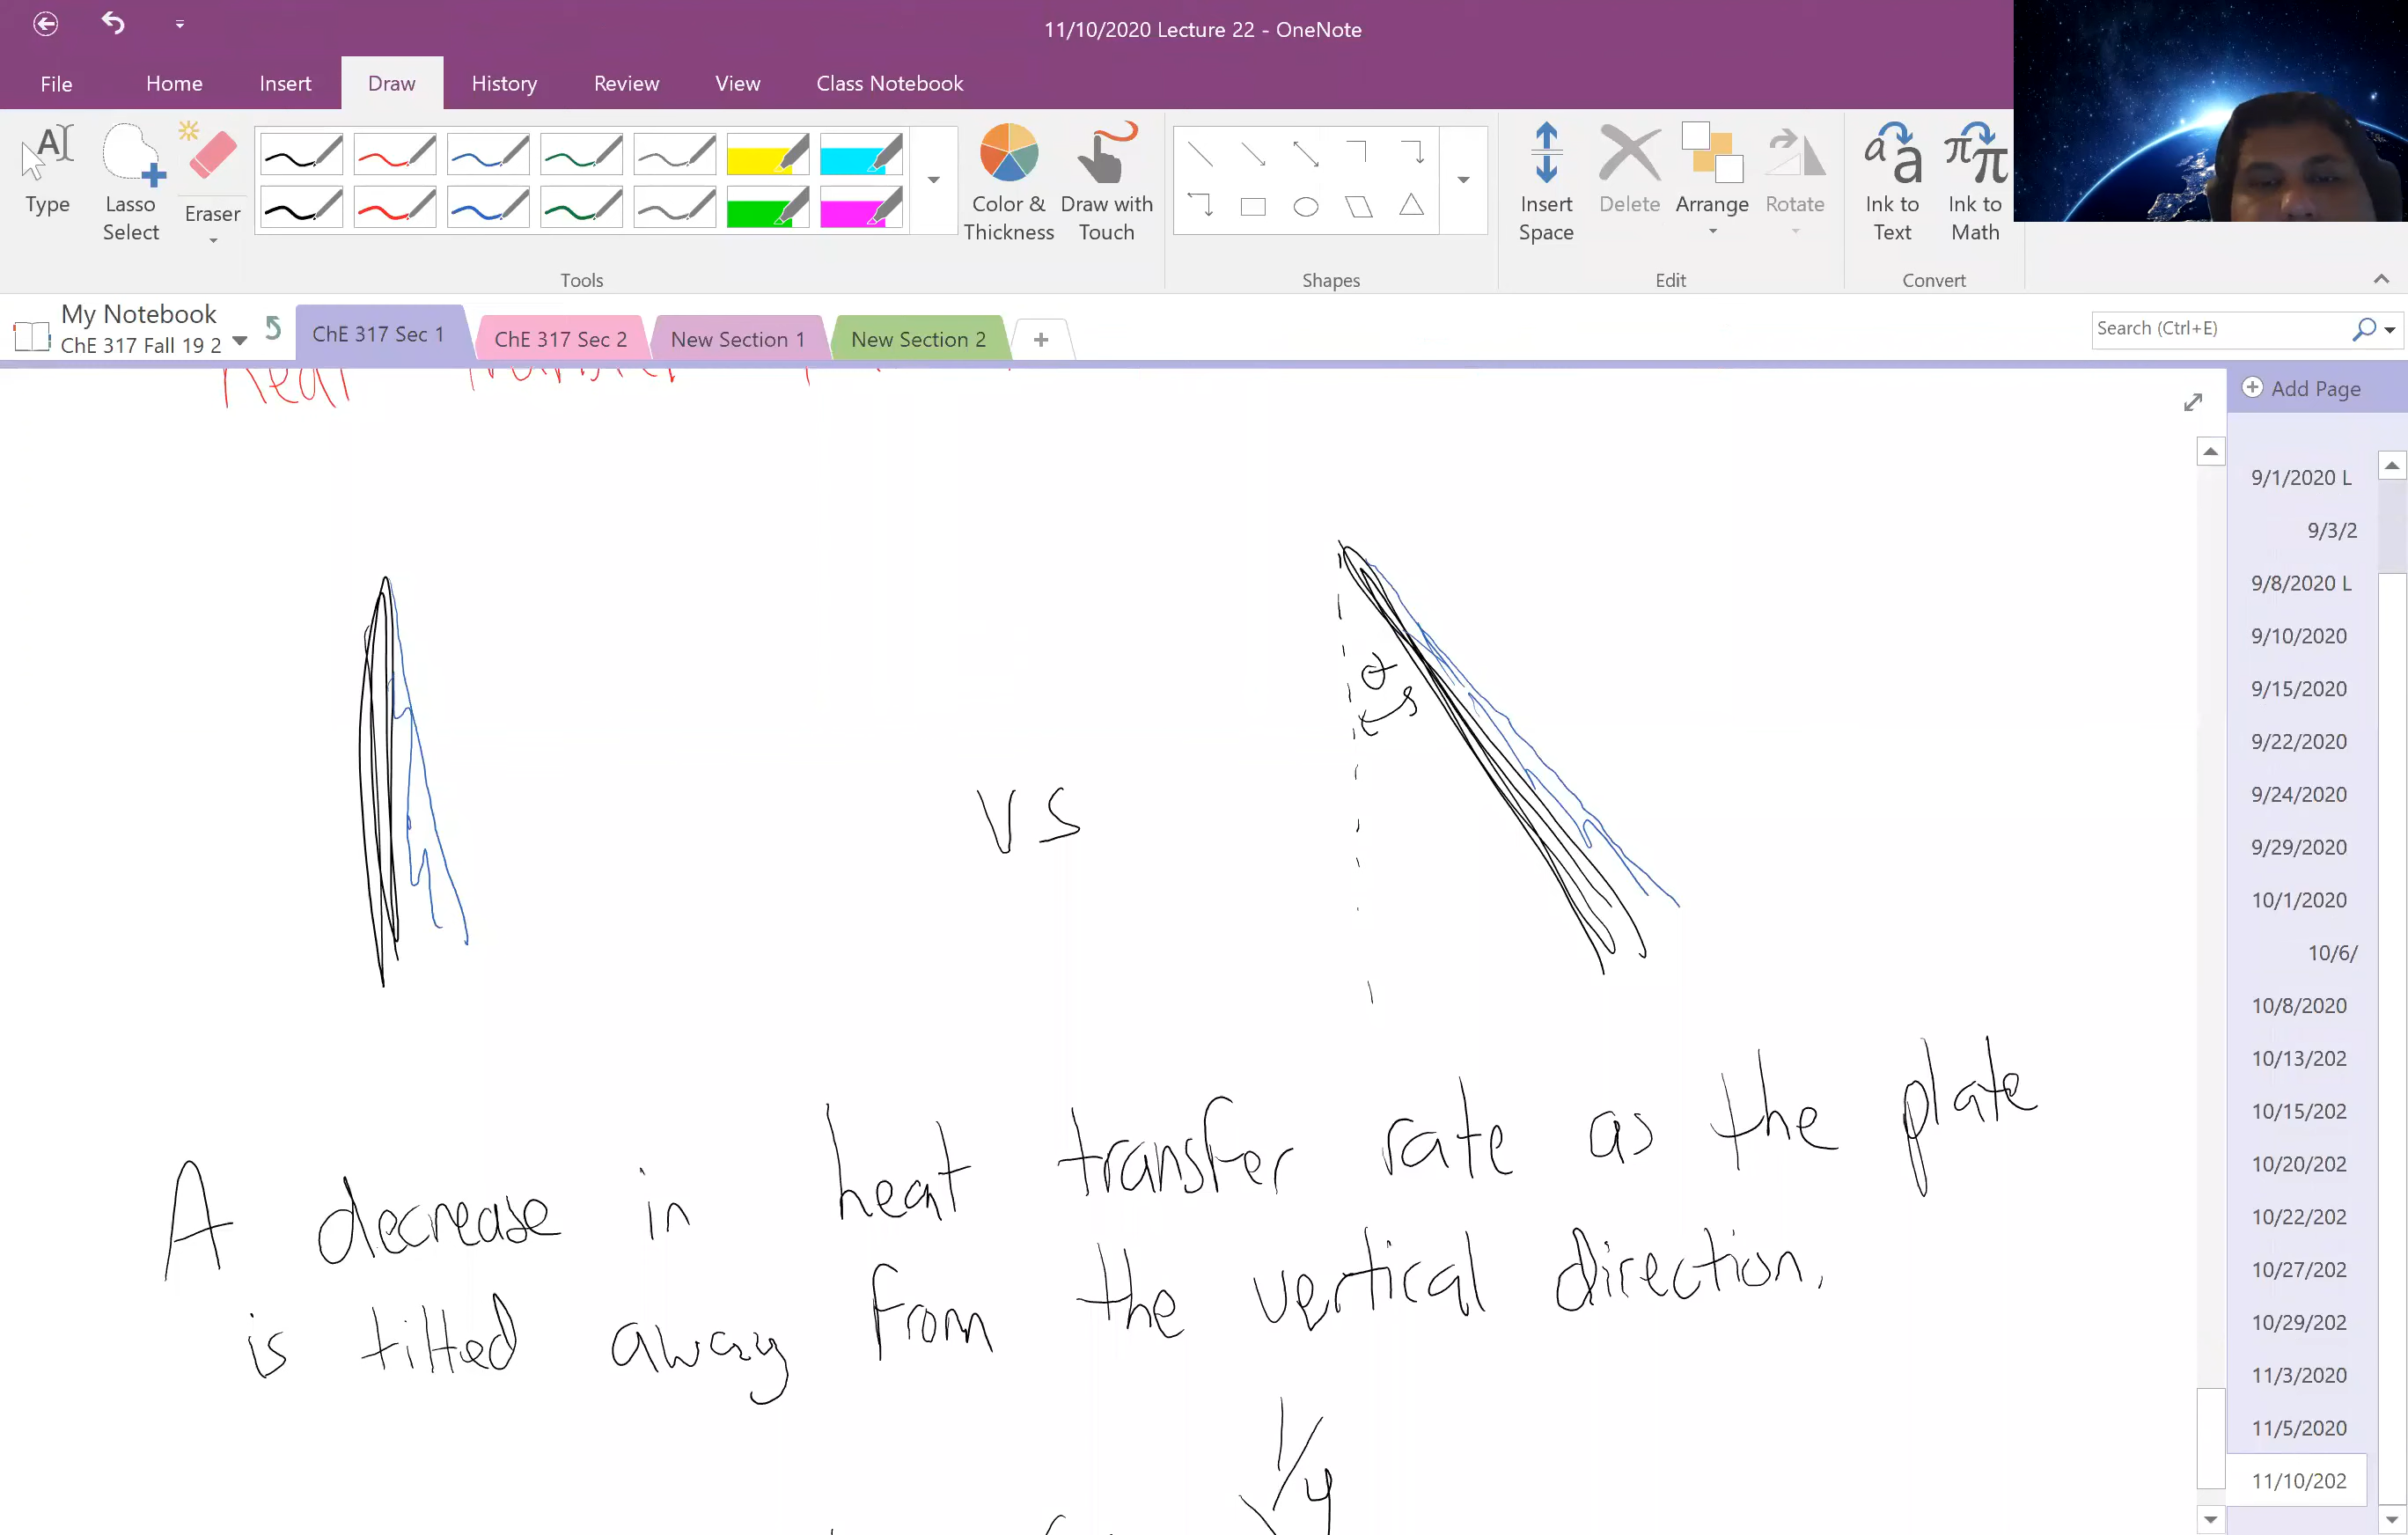 11/10/2020 Lecture 22 - OneNote
File Home Insert Draw History Review View Class Notebook
Type
Lasso Select
Eraser
Color & Thickness
Draw with Touch
Insert Space
Delete
Arrange
Rotate
Ink to Text
Ink to Math
Tools Shapes Edit Convert
My Notebook
ChE 317 Fall 19 2
ChE 317 Sec 1 ChE 317 Sec 2 New Section 1 New Section 2 +
Search (Ctrl+E)
Add Page
9/1/2020 L
9/3/2
9/8/2020 L
9/10/2020
9/15/2020
9/22/2020
9/24/2020
9/29/2020
10/1/2020
10/6/
10/8/2020
10/13/202
10/15/202
10/20/202
10/22/202
10/27/202
10/29/202
11/3/2020
11/5/2020
11/10/202
Heat Transfer
θ
VS
A decrease in heat transfer rate as the plate
is tilted away from the vertical direction.
1/4